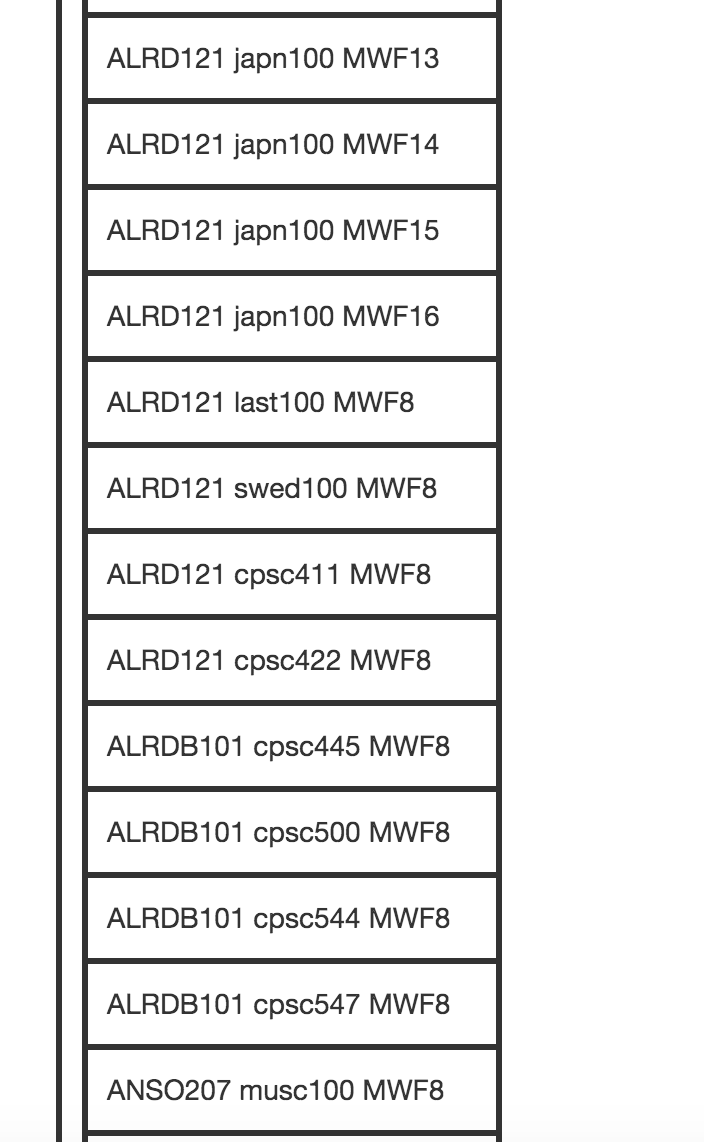 ALRD121 japn100 MWF13
ALRD121 japn100 MWF14
ALRD121 japn100 MWF15
ALRD121 japn100 MWF16
ALRD121 last100 MWF8
ALRD121 swed100 MWF8
ALRD121 cpsc411 MWF8
ALRD121 cpsc422 MWF8
ALRDB101 cpsc445 MWF8
ALRDB101 cpsc500 MWF8
ALRDB101 cpsc544 MWF8
ALRDB101 cpsc547 MWF8
ANSO207 musc100 MWF8